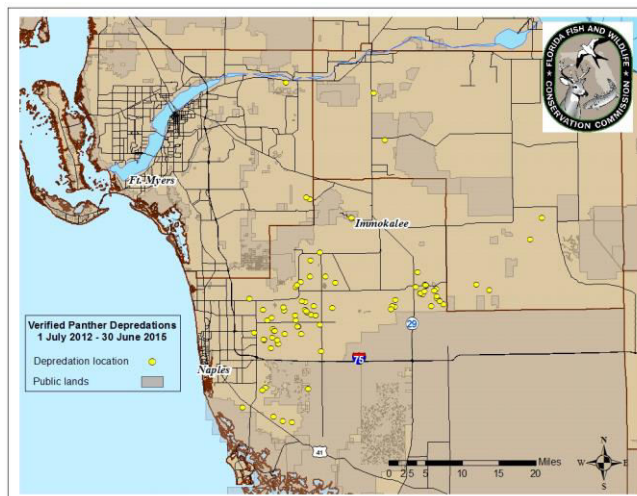 FLORIDA FISH AND WILDLIFE
CONSERVATION COMMISSION
Ft. Myers
Immokalee
Verified Panther Depredations
1 July 2012 - 30 June 2015
Depredation location
Public lands
29
75
Naples
41
Miles
0 2.5 5 10 15 20
N
W E
S